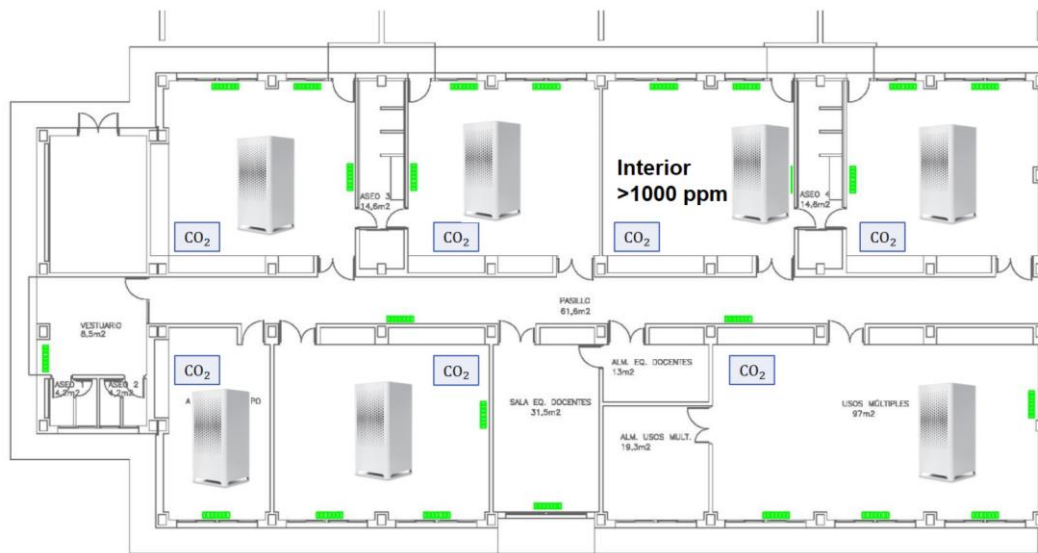 Interior
>1000 ppm
ASEO 3
14,6m2
ASEO 4
14,6m2
CO₂
CO₂
CO₂
CO₂
PASILLO
61,6m2
VESTUARIO
8,5m2
ASEO 1
4,2m2
ASEO 2
4,2m2
CO₂
CO₂
CO₂
ALM. EQ. DOCENTES
13m2
SALA EQ. DOCENTES
31,5m2
ALM. USOS MULT.
19,3m2
USOS MÚLTIPLES
97m2